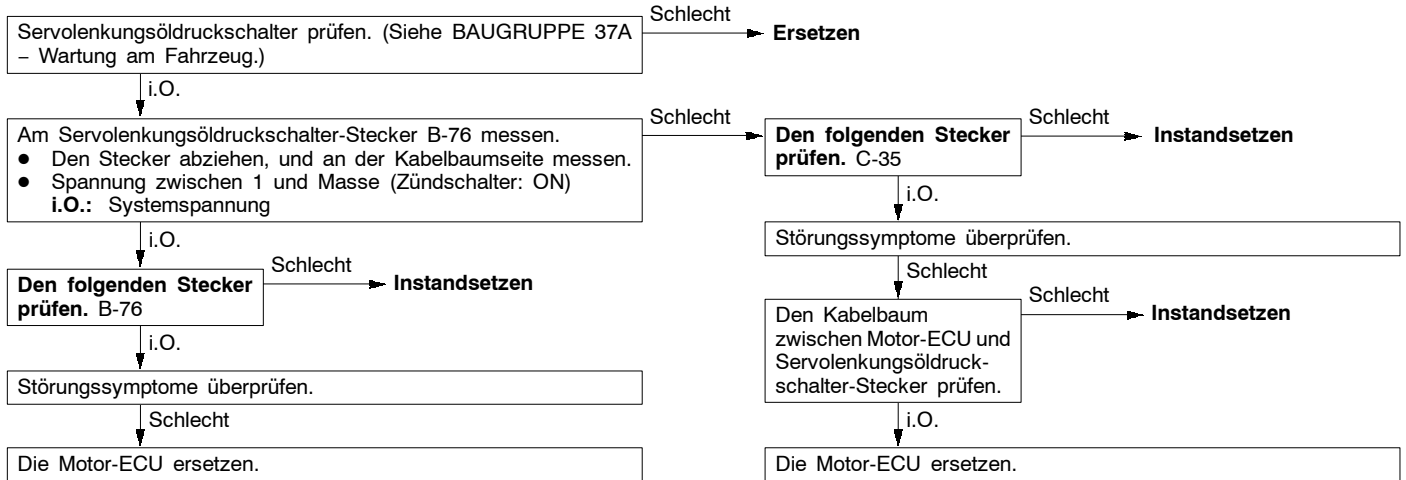 Servolenkungsöldruckschalter prüfen. (Siehe BAUGRUPPE 37A
– Wartung am Fahrzeug.)
Schlecht
Ersetzen
i.O.
Am Servolenkungsöldruckschalter-Stecker B-76 messen.
● Den Stecker abziehen, und an der Kabelbaumseite messen.
● Spannung zwischen 1 und Masse (Zündschalter: ON)
i.O.: Systemspannung
i.O.
Den folgenden Stecker
prüfen. B-76
Schlecht
Instandsetzen
i.O.
Störungssymptome überprüfen.
Schlecht
Die Motor-ECU ersetzen.
Schlecht
Den folgenden Stecker
prüfen. C-35
Schlecht
Instandsetzen
i.O.
Störungssymptome überprüfen.
Schlecht
Den Kabelbaum
zwischen Motor-ECU und
Servolenkungsöldruck-
schalter-Stecker prüfen.
Schlecht
Instandsetzen
i.O.
Die Motor-ECU ersetzen.